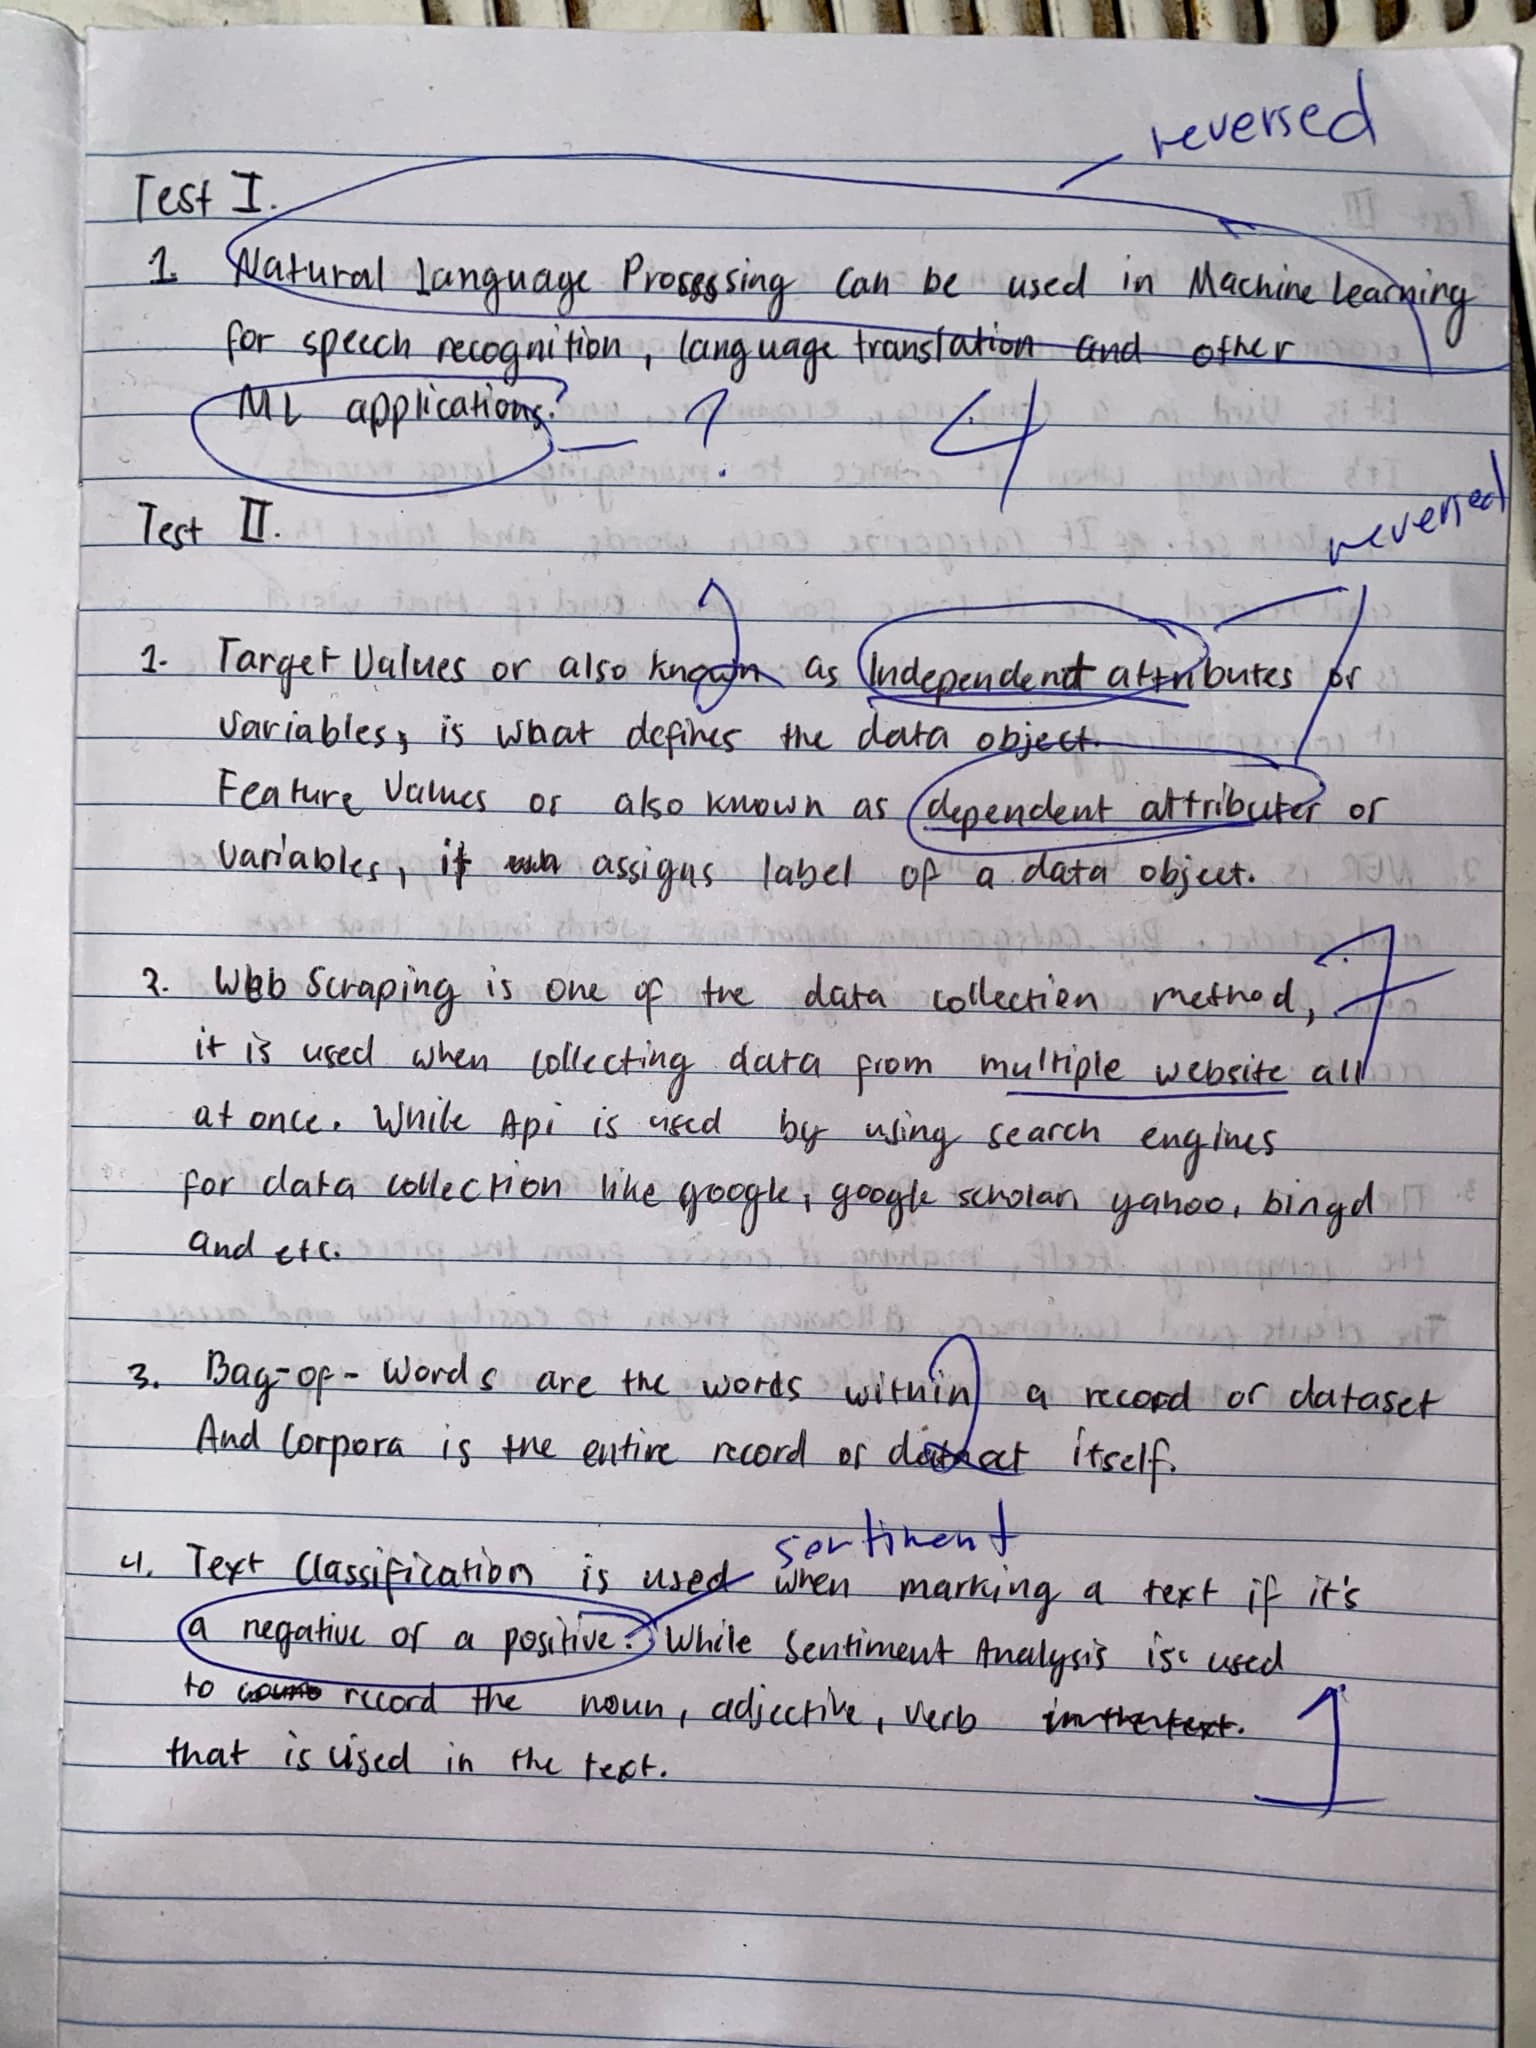 reversed
Test I.
1. Natural Language Prosessing can be used in Machine Learning
for speech recognition, language translation and other
ML applications. - ?
4
Test II.
reversed
1. Target Values or also known as Independent attributes or
variables, is what defines the data object.
Feature Values or also known as dependent attributes or
variables, it assigns label of a data object.
7
2. Web Scraping is one of the data collection method,
it is used when collecting data from multiple website all
at once. While Api is used by using search engines
for data collection like google, google scholar, yahoo, bingd
and etc.
3. Bag-of-Words are the words within a record or dataset
And Corpora is the entire record or dataset itself.
sentiment
4. Text Classification is used when marking a text if it's
a negative or a positive. While Sentiment Analysis is used
to record the noun, adjective, verb in the text.
that is used in the text.
1